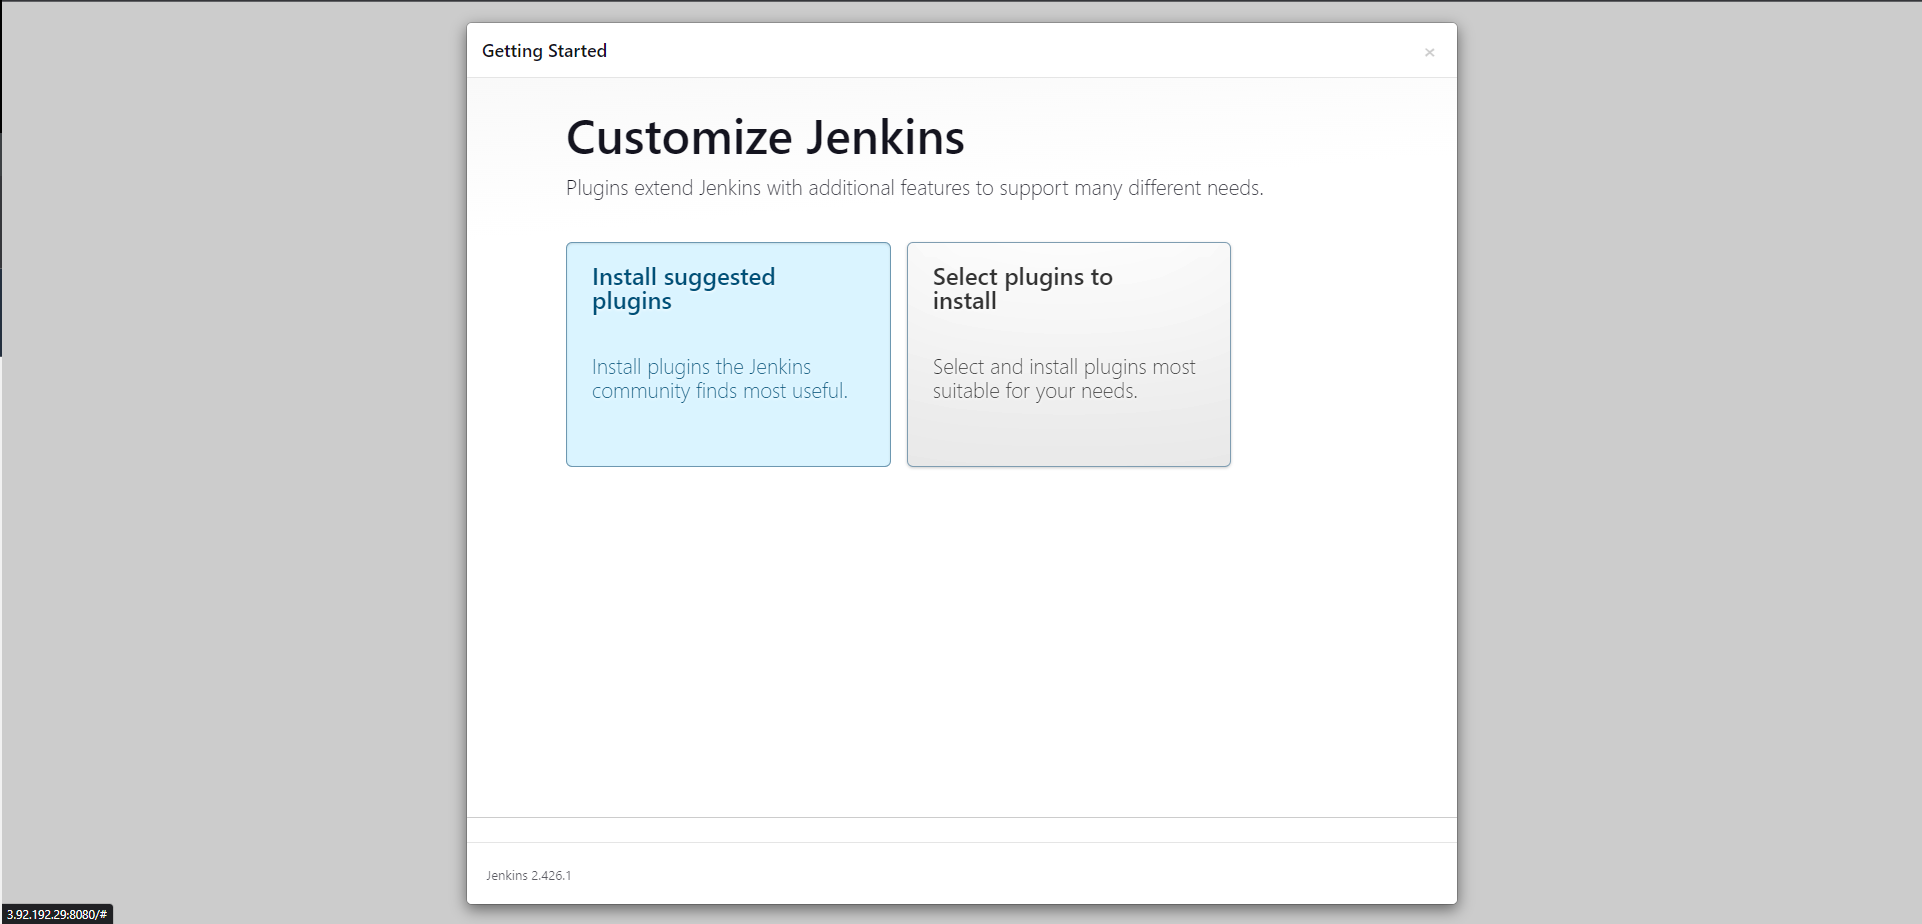 Getting Started
×
Customize Jenkins
Plugins extend Jenkins with additional features to support many different needs.
Install suggested
plugins
Install plugins the Jenkins
community finds most useful.
Select plugins to
install
Select and install plugins most
suitable for your needs.
Jenkins 2.426.1
3.92.192.29:8080/#